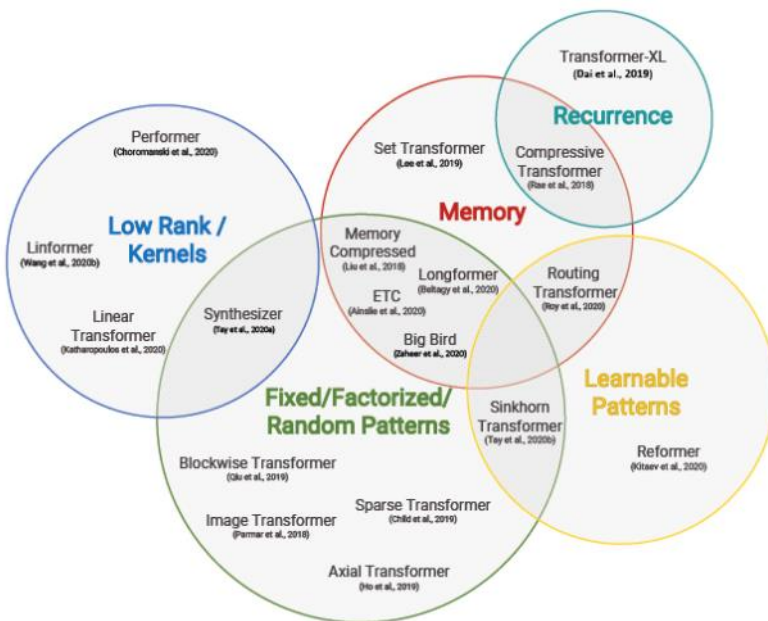 Transformer-XL
(Dai et al., 2019)
Recurrence
Performer
(Choromanski et al., 2020)
Set Transformer
(Lee et al., 2019)
Compressive
Transformer
(Rae et al., 2018)
Memory
Low Rank /
Kernels
Linformer
(Wang et al., 2020b)
Memory
Compressed
(Liu et al., 2018)
Longformer
(Beltagy et al., 2020)
Routing
Transformer
(Roy et al., 2020)
ETC
(Ainslie et al., 2020)
Linear
Transformer
(Katharopoulos et al., 2020)
Synthesizer
(Tay et al., 2020a)
Big Bird
(Zaheer et al., 2020)
Learnable
Patterns
Fixed/Factorized/
Random Patterns
Sinkhorn
Transformer
(Tay et al., 2020b)
Reformer
(Kitaev et al., 2020)
Blockwise Transformer
(Qiu et al., 2019)
Sparse Transformer
(Child et al., 2019)
Image Transformer
(Parmar et al., 2018)
Axial Transformer
(Ho et al., 2019)